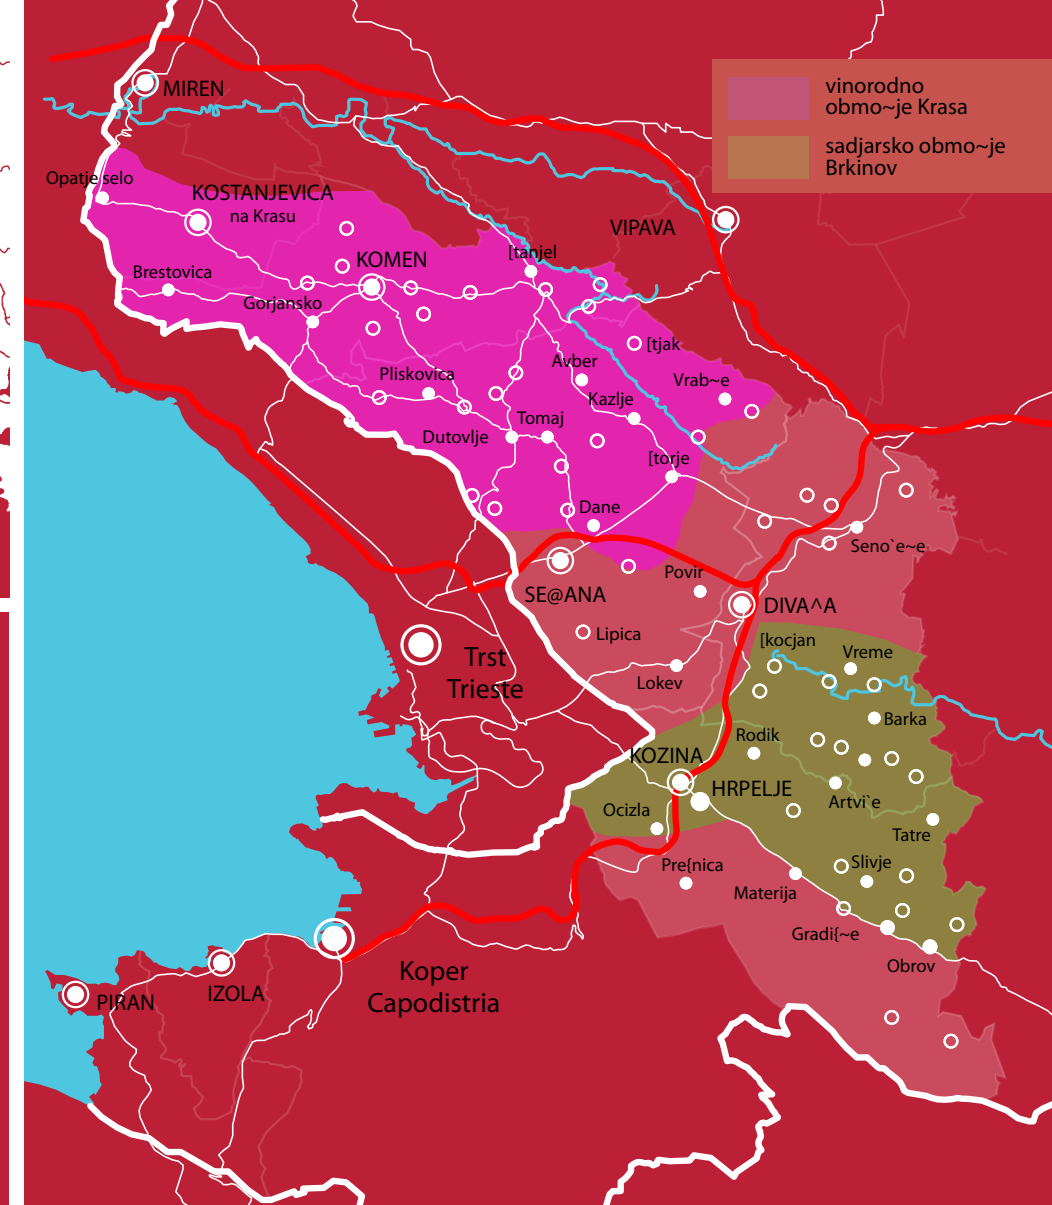 MIREN
vinorodno
obmo~je Krasa
sadjarsko obmo~je
Brkinov
Opatje selo
KOSTANJEVICA
na Krasu
VIPAVA
[tanjel
KOMEN
Brestovica
Gorjansko
[tjak
Avber
Pliskovica
Vrab~e
Kazlje
Tomaj
Dutovlje
[torje
Dane
Seno`e~e
Povir
SE@ANA
DIVA^A
Lipica
[kocjan
Vreme
Trst
Trieste
Lokev
Barka
Rodik
KOZINA
HRPELJE
Artvi`e
Ocizla
Tatre
Pre{nica
Slivje
Materija
Gradi{~e
Obrov
Koper
Capodistria
IZOLA
PIRAN